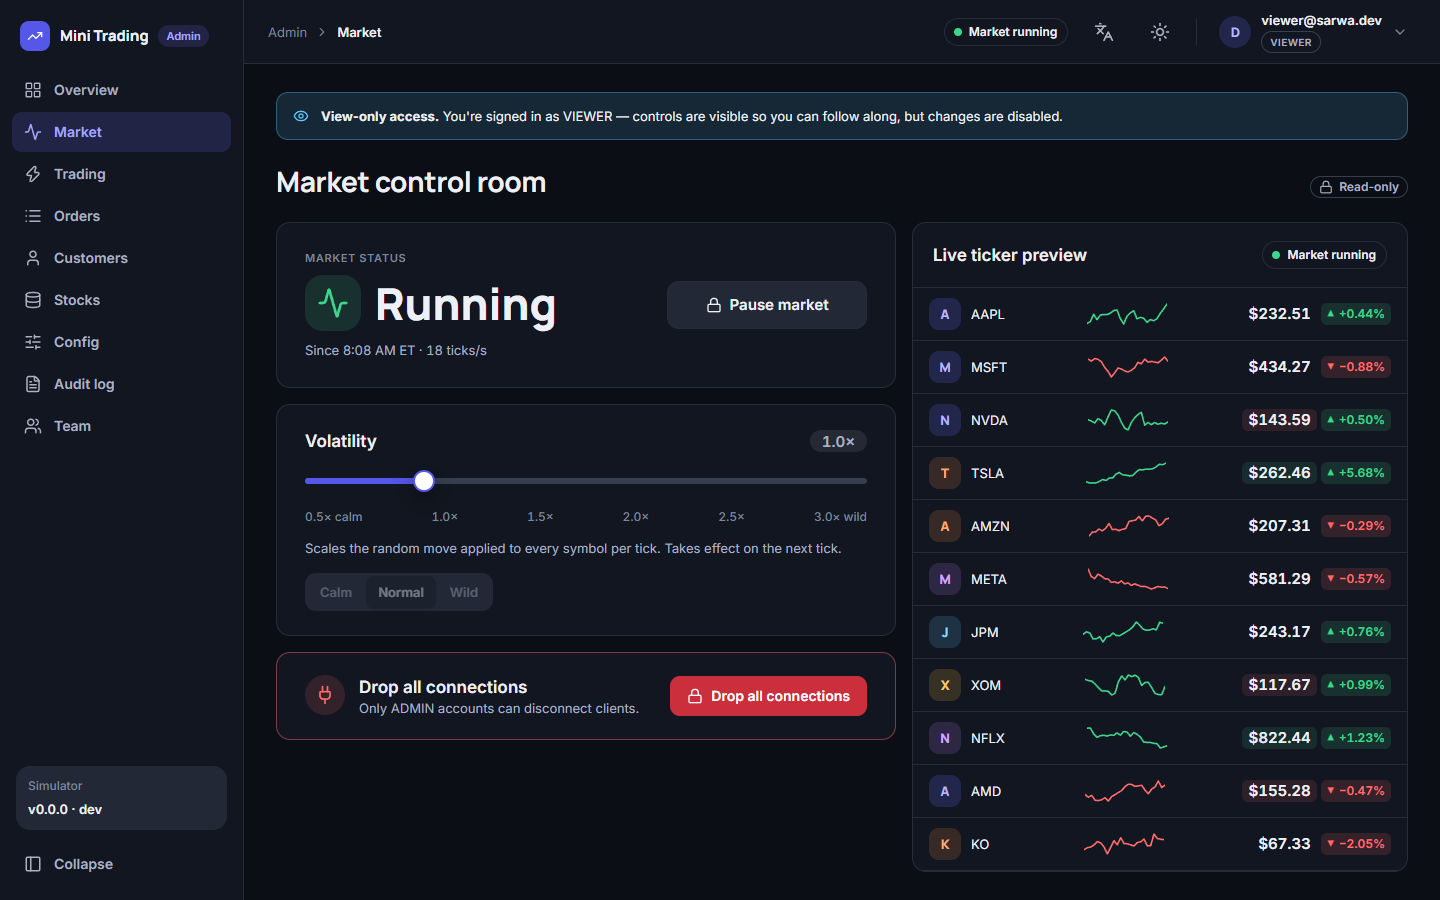 Mini Trading Admin
Overview
Market
Trading
Orders
Customers
Stocks
Config
Audit log
Team
Simulator
v0.0.0 · dev
Collapse
Admin > Market
Market running
D
viewer@sarwa.dev
VIEWER
View-only access. You're signed in as VIEWER — controls are visible so you can follow along, but changes are disabled.
Market control room
Read-only
MARKET STATUS
Running
Pause market
Since 8:08 AM ET · 18 ticks/s
Volatility
1.0×
0.5× calm 1.0× 1.5× 2.0× 2.5× 3.0× wild
Scales the random move applied to every symbol per tick. Takes effect on the next tick.
Calm Normal Wild
Drop all connections
Only ADMIN accounts can disconnect clients.
Drop all connections
Live ticker preview
Market running
A AAPL $232.51 ▲ +0.44%
M MSFT $434.27 ▼ −0.88%
N NVDA $143.59 ▲ +0.50%
T TSLA $262.46 ▲ +5.68%
A AMZN $207.31 ▼ −0.29%
M META $581.29 ▼ −0.57%
J JPM $243.17 ▲ +0.76%
X XOM $117.67 ▲ +0.99%
N NFLX $822.44 ▲ +1.23%
A AMD $155.28 ▼ −0.47%
K KO $67.33 ▼ −2.05%